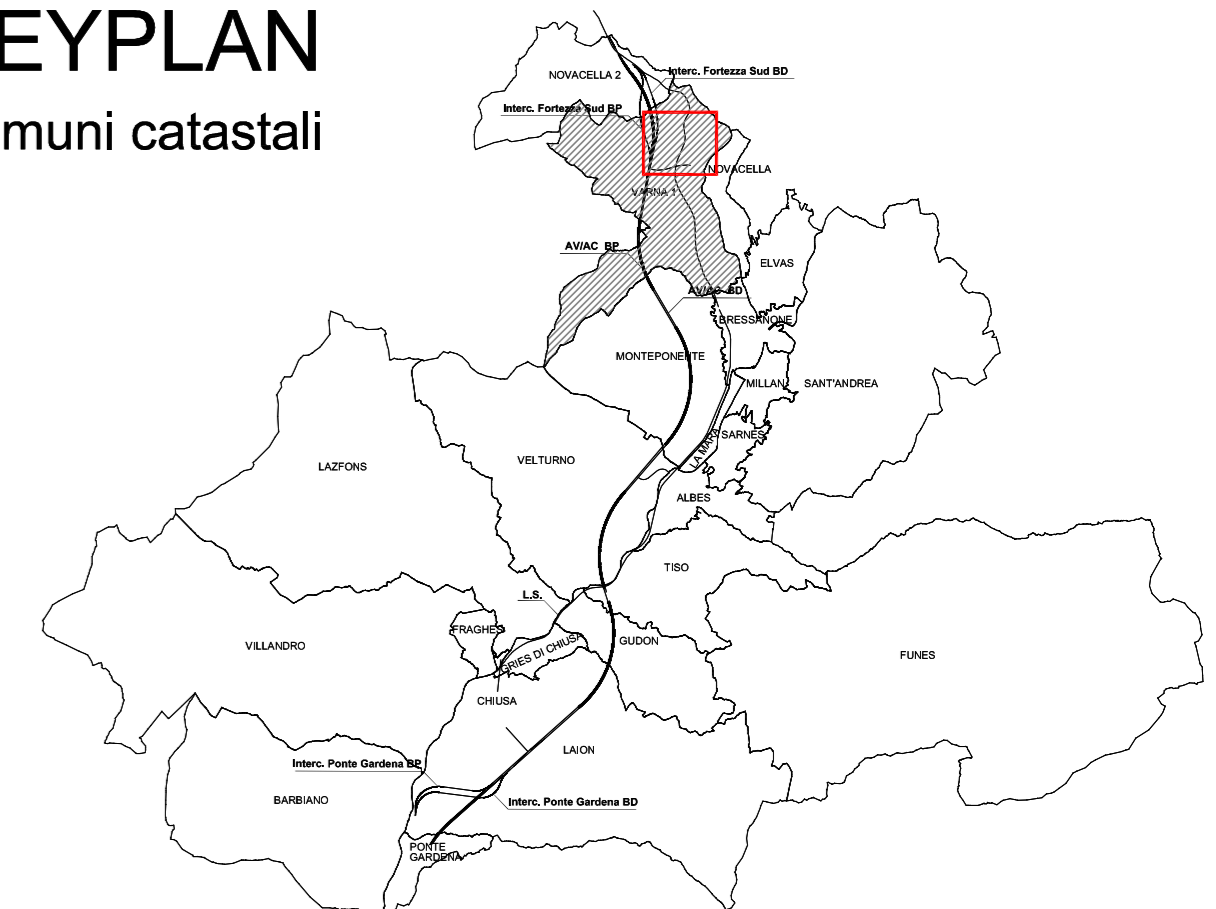 EYPLAN
muni catastali
NOVACELLA 2
Interc. Fortezza Sud BD
Interc. Fortezza Sud BP
NOVACELLA
VARNA 1
AV/AC BP
ELVAS
AV/AC BD
BRESSANONE
MONTEPONENTE
MILLAN
SANT'ANDREA
SARNES
LA MARA
VELTURNO
LAZFONS
ALBES
TISO
L.S.
FRAGHES
GUDON
VILLANDRO
GRIES DI CHIUSA
FUNES
CHIUSA
LAION
Interc. Ponte Gardena BP
BARBIANO
Interc. Ponte Gardena BD
PONTE
GARDENA